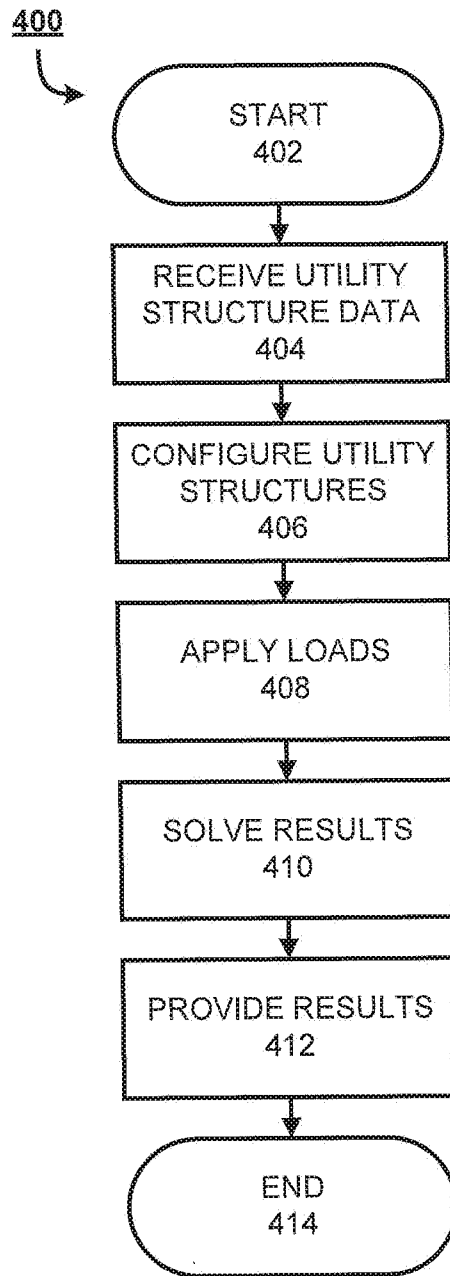 400
START
402
RECEIVE UTILITY
STRUCTURE DATA
404
CONFIGURE UTILITY
STRUCTURES
406
APPLY LOADS
408
SOLVE RESULTS
410
PROVIDE RESULTS
412
END
414